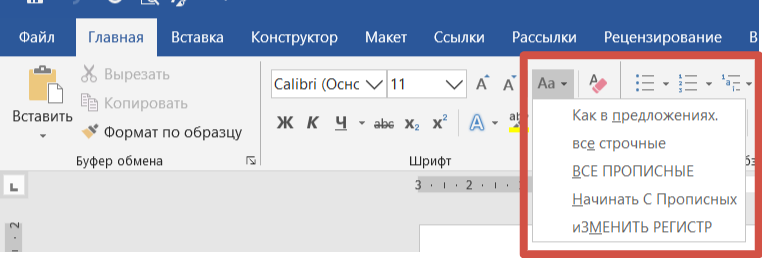 Файл Главная Вставка Конструктор Макет Ссылки Рассылки Рецензирование В
Вырезать
Calibri (Оснс 11 Aa
Копировать
Вставить
Формат по образцу
Ж К Ч abc x₂ x² A
Буфер обмена Шрифт
3 2 1
2
Как в предложениях.
все строчные
ВСЕ ПРОПИСНЫЕ
Начинать С Прописных
иЗМЕНИТЬ РЕГИСТР